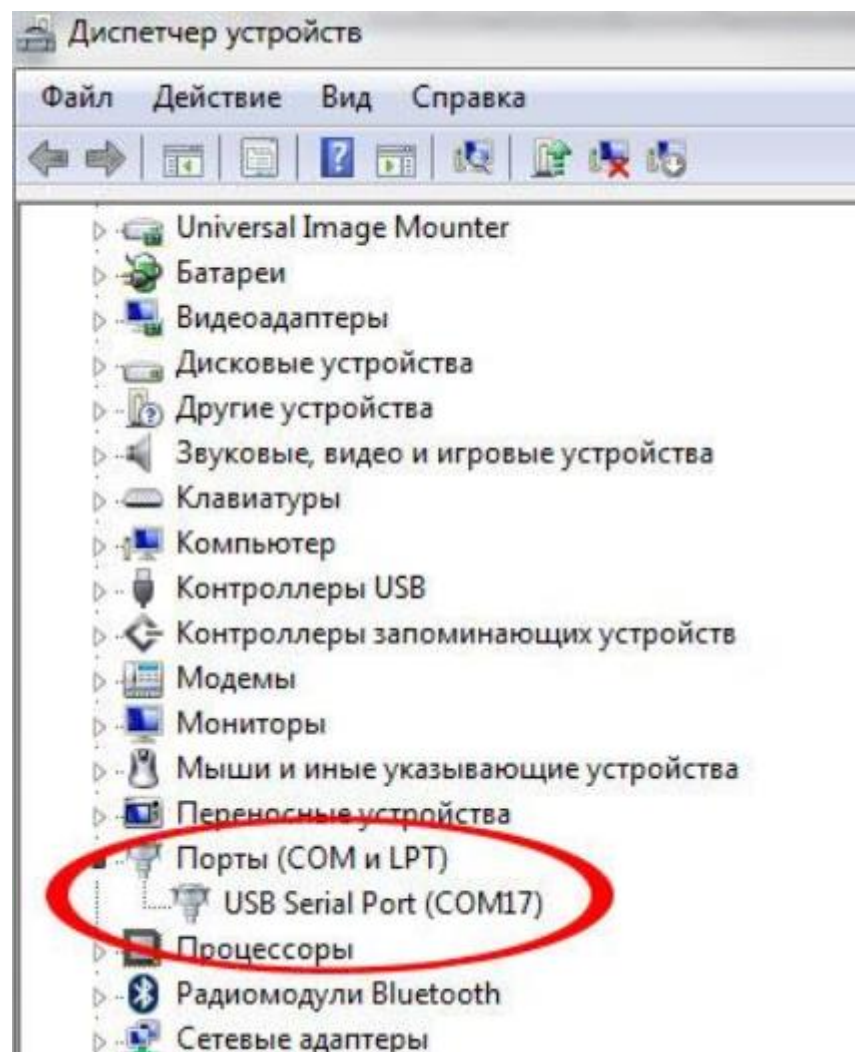 Диспетчер устройств
Файл Действие Вид Справка
Universal Image Mounter
Батареи
Видеоадаптеры
Дисковые устройства
Другие устройства
Звуковые, видео и игровые устройства
Клавиатуры
Компьютер
Контроллеры USB
Контроллеры запоминающих устройств
Модемы
Мониторы
Мыши и иные указывающие устройства
Переносные устройства
Порты (COM и LPT)
USB Serial Port (COM17)
Процессоры
Радиомодули Bluetooth
Сетевые адаптеры